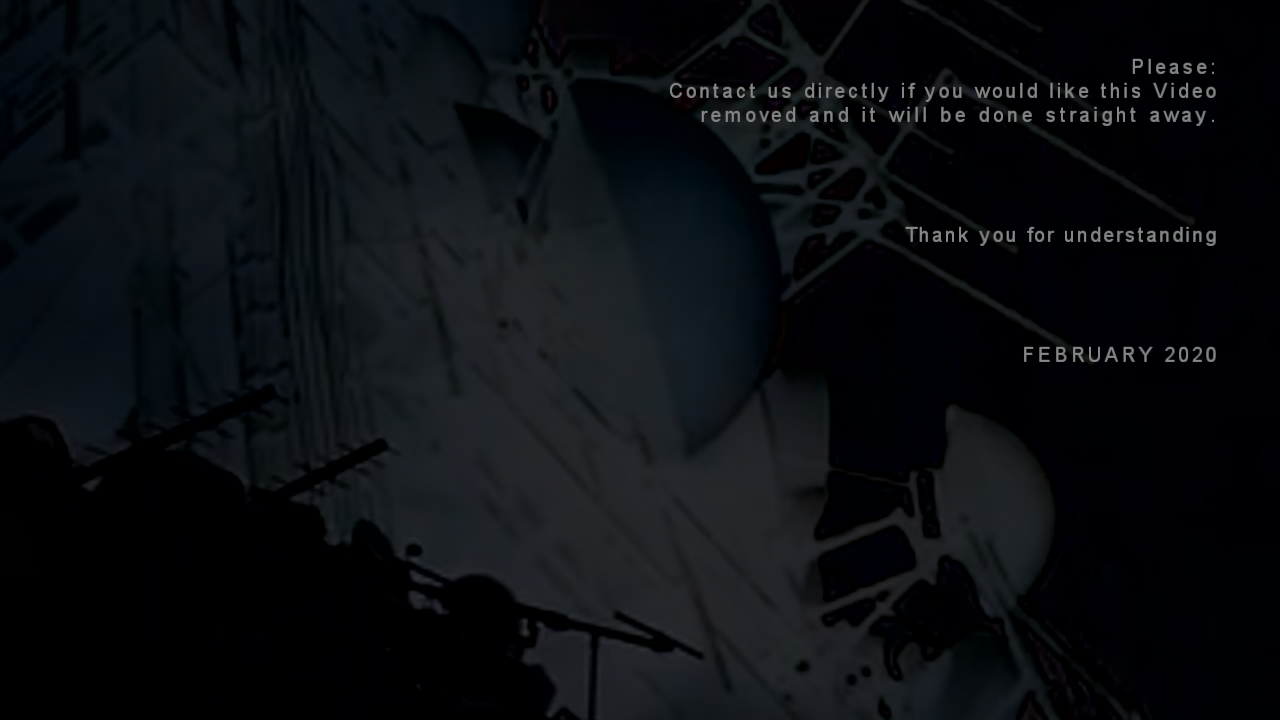 Please:
Contact us directly if you would like this Video
removed and it will be done straight away.
Thank you for understanding
FEBRUARY 2020